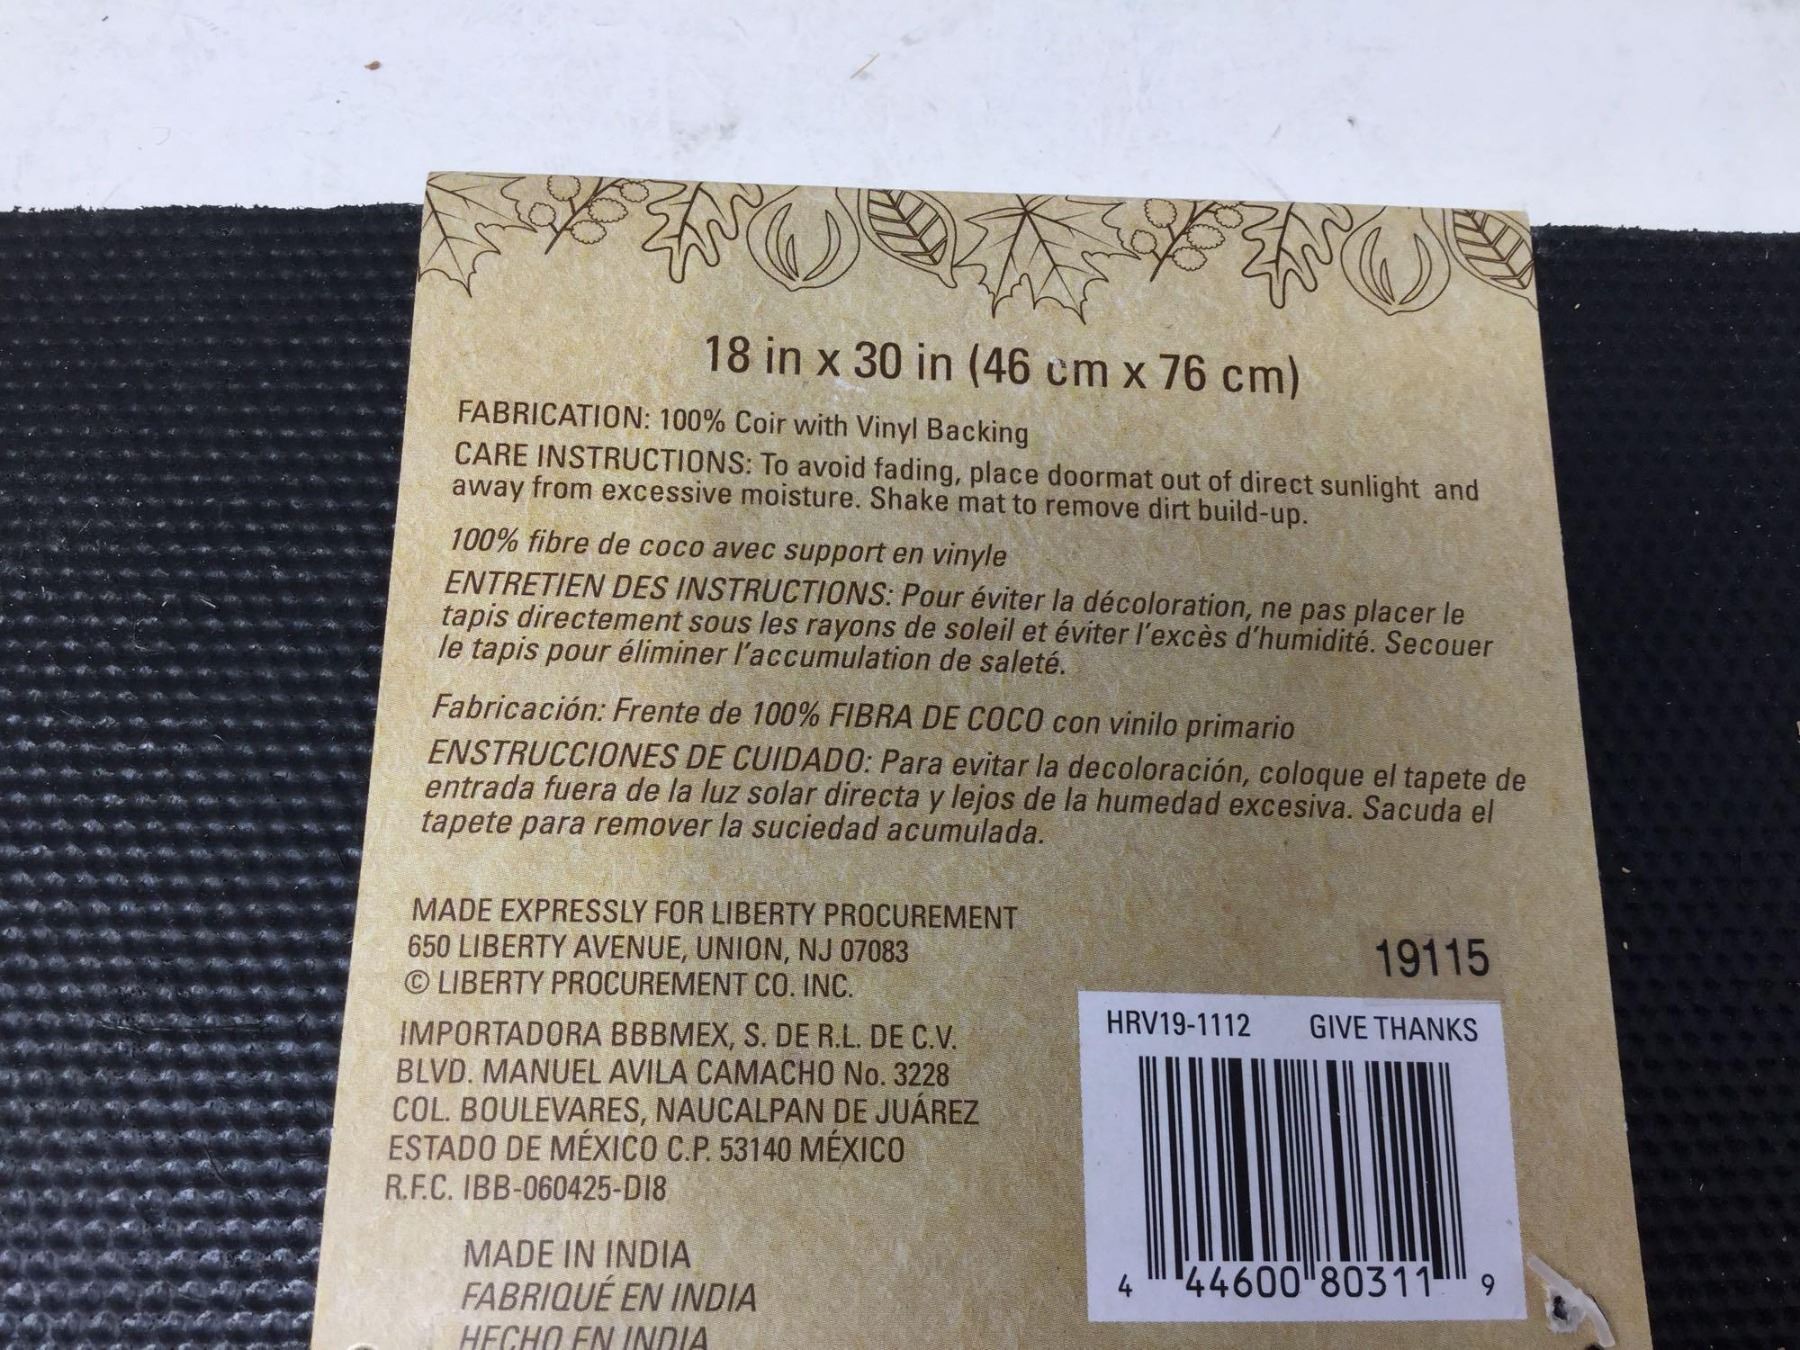 18 in x 30 in (46 cm x 76 cm)
FABRICATION: 100% Coir with Vinyl Backing
CARE INSTRUCTIONS: To avoid fading, place doormat out of direct sunlight and
away from excessive moisture. Shake mat to remove dirt build-up.
100% fibre de coco avec support en vinyle
ENTRETIEN DES INSTRUCTIONS: Pour éviter la décoloration, ne pas placer le
tapis directement sous les rayons de soleil et éviter l'excès d'humidité. Secouer
le tapis pour éliminer l'accumulation de saleté.
Fabricación: Frente de 100% FIBRA DE COCO con vinilo primario
ENSTRUCCIONES DE CUIDADO: Para evitar la decoloración, coloque el tapete de
entrada fuera de la luz solar directa y lejos de la humedad excesiva. Sacuda el
tapete para remover la suciedad acumulada.
MADE EXPRESSLY FOR LIBERTY PROCUREMENT
650 LIBERTY AVENUE, UNION, NJ 07083
© LIBERTY PROCUREMENT CO. INC.
IMPORTADORA BBBMEX, S. DE R.L. DE C.V.
BLVD. MANUEL AVILA CAMACHO No. 3228
COL. BOULEVARES, NAUCALPAN DE JUÁREZ
ESTADO DE MÉXICO C.P. 53140 MÉXICO
R.F.C. IBB-060425-DI8
MADE IN INDIA
FABRIQUÉ EN INDIA
HECHO EN INDIA
19115
HRV19-1112 GIVE THANKS
4 44600 80311 9